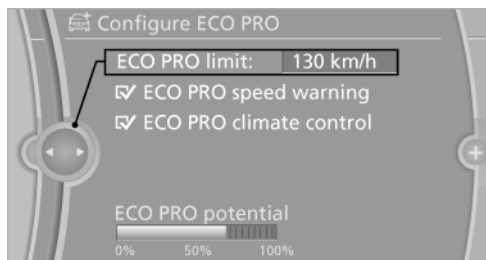 Configure ECO PRO
ECO PRO limit: 130 km/h
ECO PRO speed warning
ECO PRO climate control
ECO PRO potential
0% 50% 100%